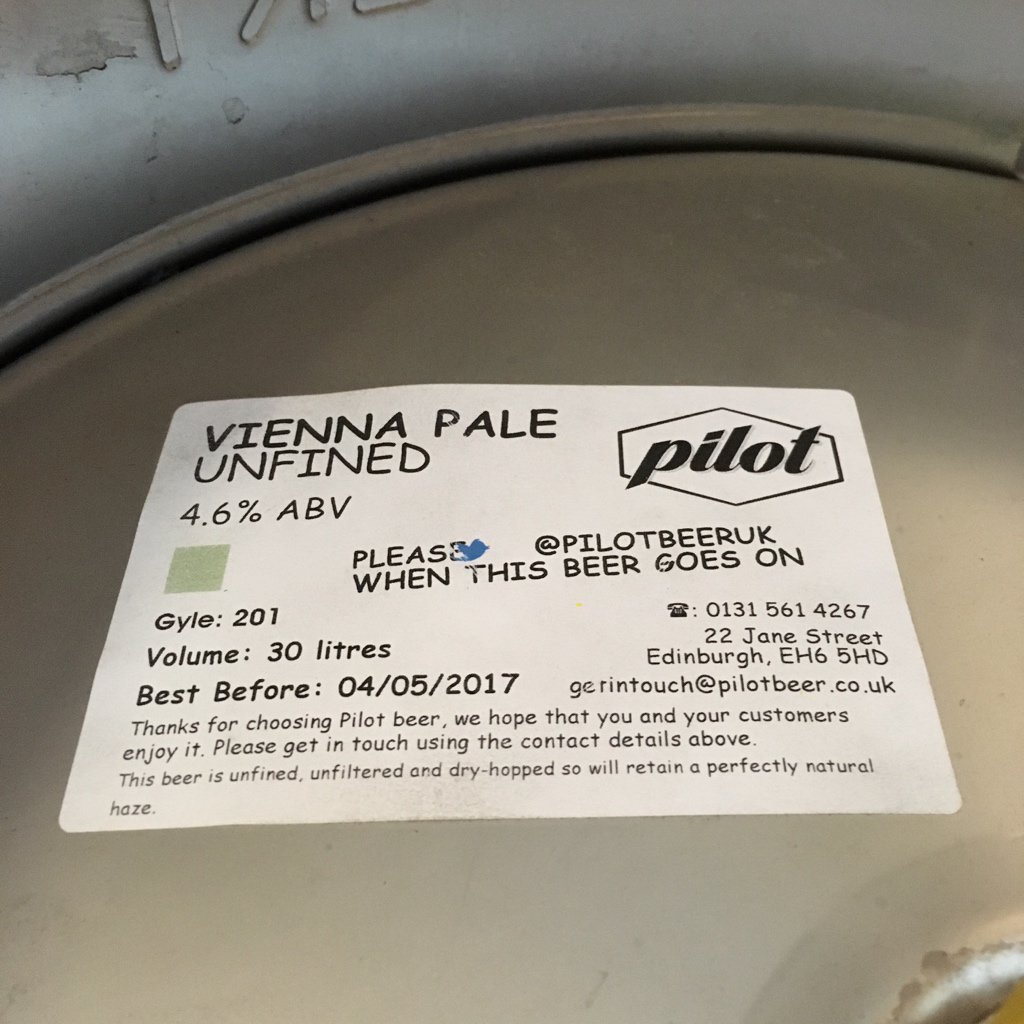 VIENNA PALE
UNFINED
pilot
4.6% ABV
PLEASE @PILOTBEERUK
WHEN THIS BEER GOES ON
Gyle: 201
Volume: 30 litres
Best Before: 04/05/2017
☎: 0131 561 4267
22 Jane Street
Edinburgh, EH6 5HD
getintouch@pilotbeer.co.uk
Thanks for choosing Pilot beer, we hope that you and your customers
enjoy it. Please get in touch using the contact details above.
This beer is unfined, unfiltered and dry-hopped so will retain a perfectly natural
haze.